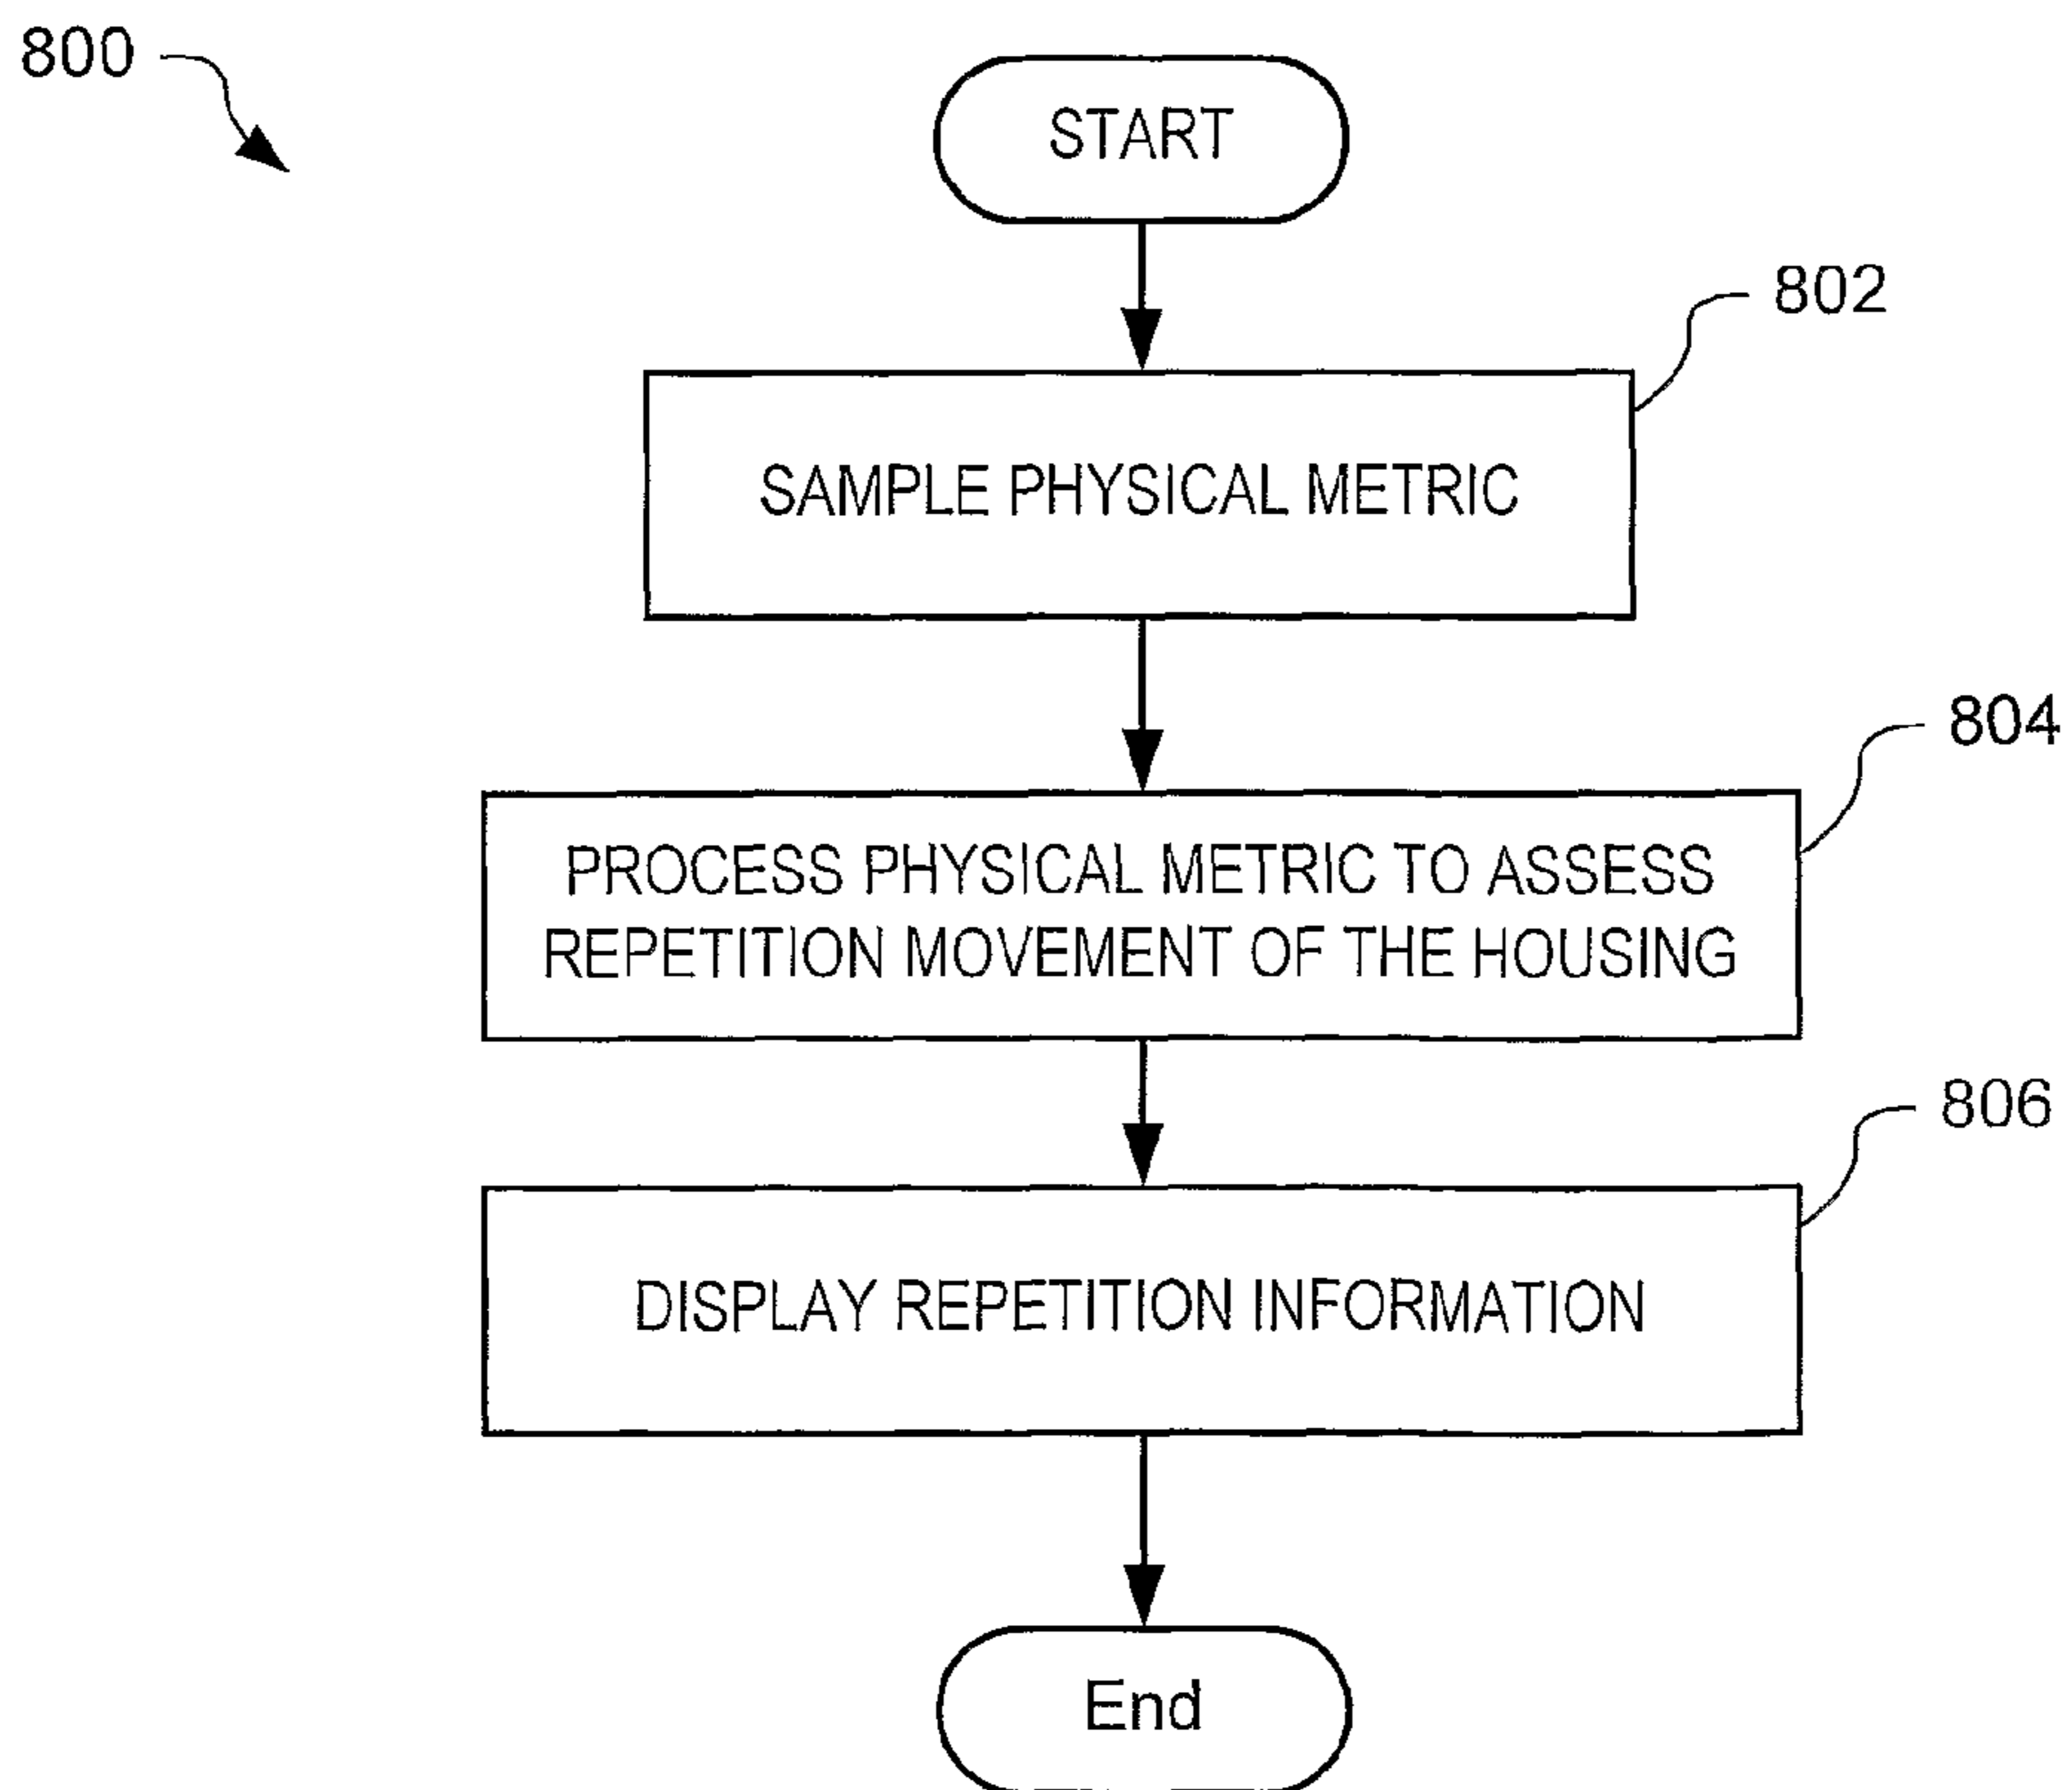 800
START
802
SAMPLE PHYSICAL METRIC
804
PROCESS PHYSICAL METRIC TO ASSESS
REPETITION MOVEMENT OF THE HOUSING
806
DISPLAY REPETITION INFORMATION
End